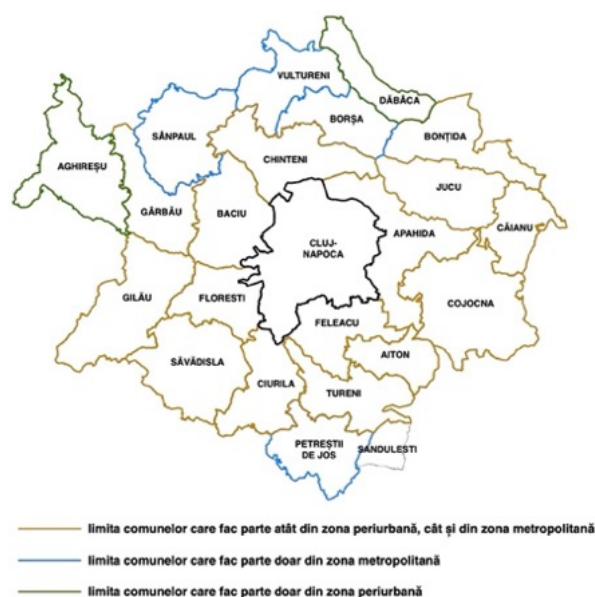 VULTURENI
DĂBÂCA
SÂNPAUL
BORȘA
BONȚIDA
AGHIREȘU
CHINTENI
JUCU
GÂRBĂU
BACIU
CĂIANU
CLUJ-
NAPOCA
APAHIDA
GILĂU
FLORESTI
COJOCNA
FELEACU
SĂVĂDISLA
AITON
CIURILA
TURENI
PETREȘTII
DE JOS
SANDULESTI
limita comunelor care fac parte atât din zona periurbană, cât și din zona metropolitană
limita comunelor care fac parte doar din zona metropolitană
limita comunelor care fac parte doar din zona periurbană